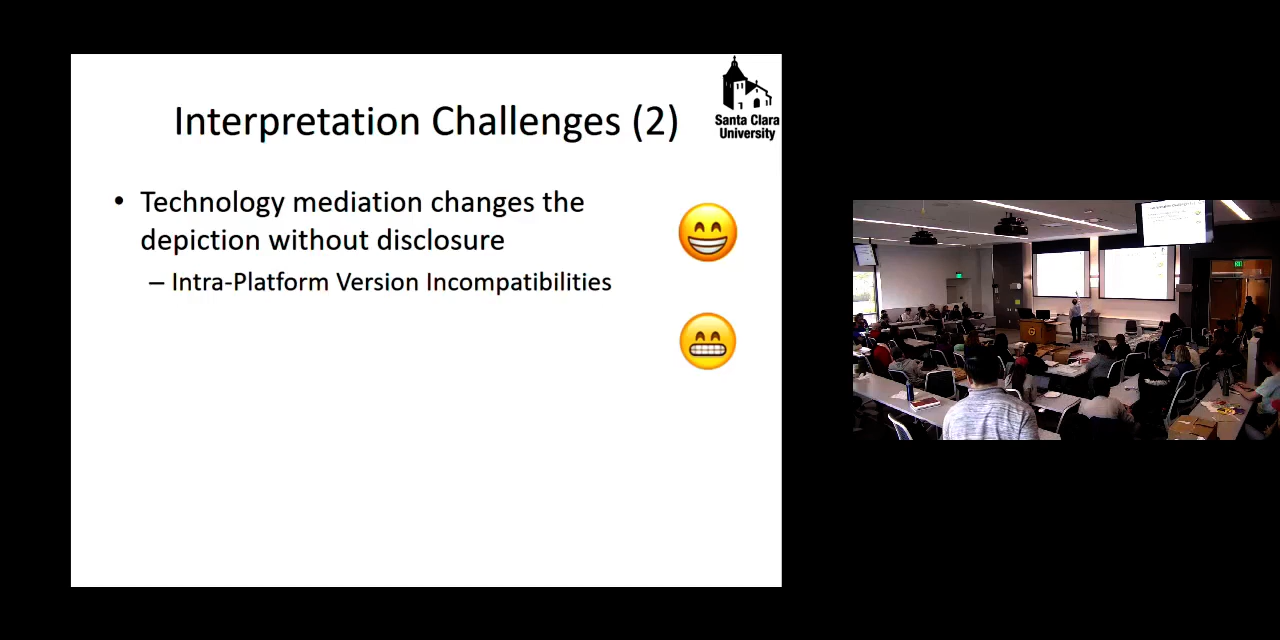 Interpretation Challenges (2)
Santa Clara
University
• Technology mediation changes the
depiction without disclosure
– Intra-Platform Version Incompatibilities